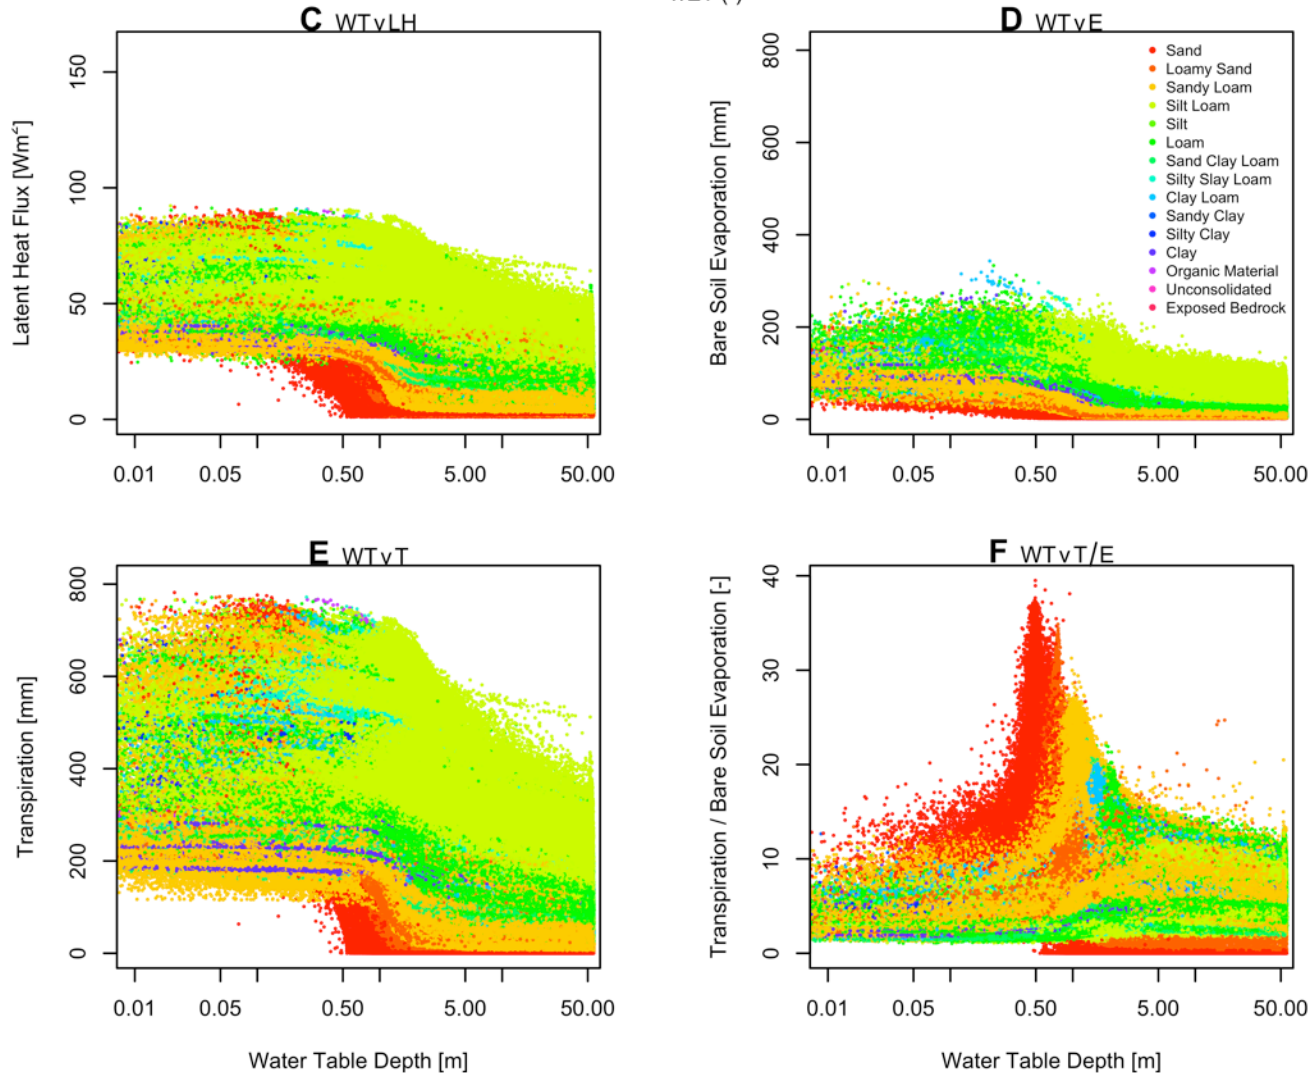 C WTvLH
Latent Heat Flux [Wm-2]
150
100
50
0
0.01 0.05 0.50 5.00 50.00
D WTvE
Bare Soil Evaporation [mm]
800
600
400
200
0
Sand
Loamy Sand
Sandy Loam
Silt Loam
Silt
Loam
Sand Clay Loam
Silty Slay Loam
Clay Loam
Sandy Clay
Silty Clay
Clay
Organic Material
Unconsolidated
Exposed Bedrock
0.01 0.05 0.50 5.00 50.00
E WTvT
Transpiration [mm]
800
600
400
200
0
0.01 0.05 0.50 5.00 50.00
Water Table Depth [m]
F WTvT/E
Transpiration / Bare Soil Evaporation [-]
40
30
20
10
0
0.01 0.05 0.50 5.00 50.00
Water Table Depth [m]